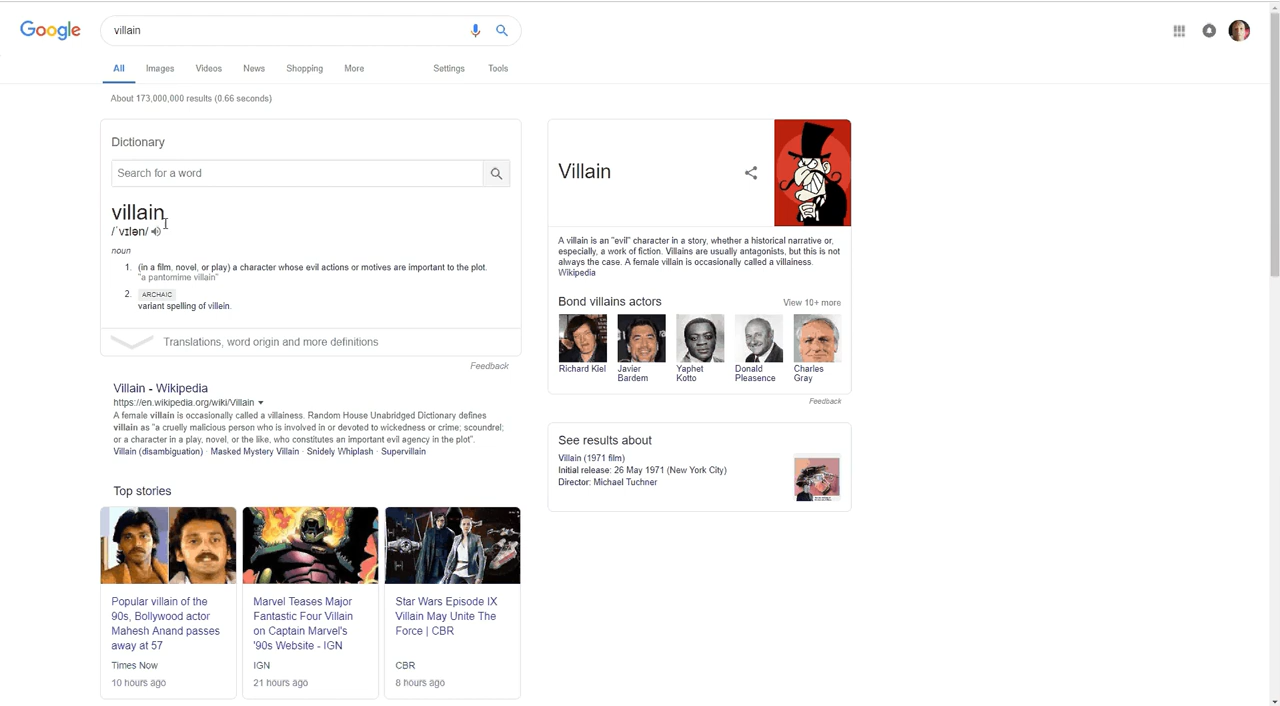 Google
villain
All Images Videos News Shopping More Settings Tools
About 173,000,000 results (0.66 seconds)
Dictionary
Search for a word
villain
/ˈvɪlən/
noun
1. (in a film, novel, or play) a character whose evil actions or motives are important to the plot.
"a pantomime villain"
2. ARCHAIC
variant spelling of villein.
Translations, word origin and more definitions
Feedback
Villain - Wikipedia
https://en.wikipedia.org/wiki/Villain
A female villain is occasionally called a villainess. Random House Unabridged Dictionary defines
villain as "a cruelly malicious person who is involved in or devoted to wickedness or crime; scoundrel;
or a character in a play, novel, or the like, who constitutes an important evil agency in the plot".
Villain (disambiguation) · Masked Mystery Villain · Snidely Whiplash · Supervillain
Top stories
Popular villain of the
90s, Bollywood actor
Mahesh Anand passes
away at 57
Times Now
10 hours ago
Marvel Teases Major
Fantastic Four Villain
on Captain Marvel's
'90s Website - IGN
IGN
21 hours ago
Star Wars Episode IX
Villain May Unite The
Force | CBR
CBR
8 hours ago
Villain
A villain is an "evil" character in a story, whether a historical narrative or,
especially, a work of fiction. Villains are usually antagonists, but this is not
always the case. A female villain is occasionally called a villainess.
Wikipedia
Bond villains actors View 10+ more
Richard Kiel
Javier
Bardem
Yaphet
Kotto
Donald
Pleasence
Charles
Gray
Feedback
See results about
Villain (1971 film)
Initial release: 26 May 1971 (New York City)
Director: Michael Tuchner